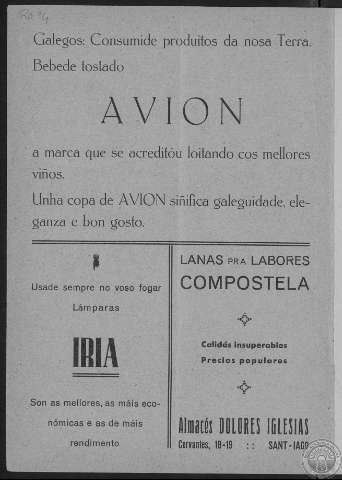 Galegos: Consumide produitos da nosa Terra.
Bebede tostado
AVION
a marca que se acreditóu loitando cos mellores
viños.
Unha copa de AVION siñifica galeguidade, ele-
ganza e bon gosto.
Usade sempre no voso fogar
Lámparas
IRIA
Son as mellores, as máis eco-
nómicas e as de máis
rendimento
LANAS PRA LABORES
COMPOSTELA
Calidás insuperables
Precios populares
Almacés DOLORES IGLESIAS
Cervantes, 18-19 :: SANT-IAGO